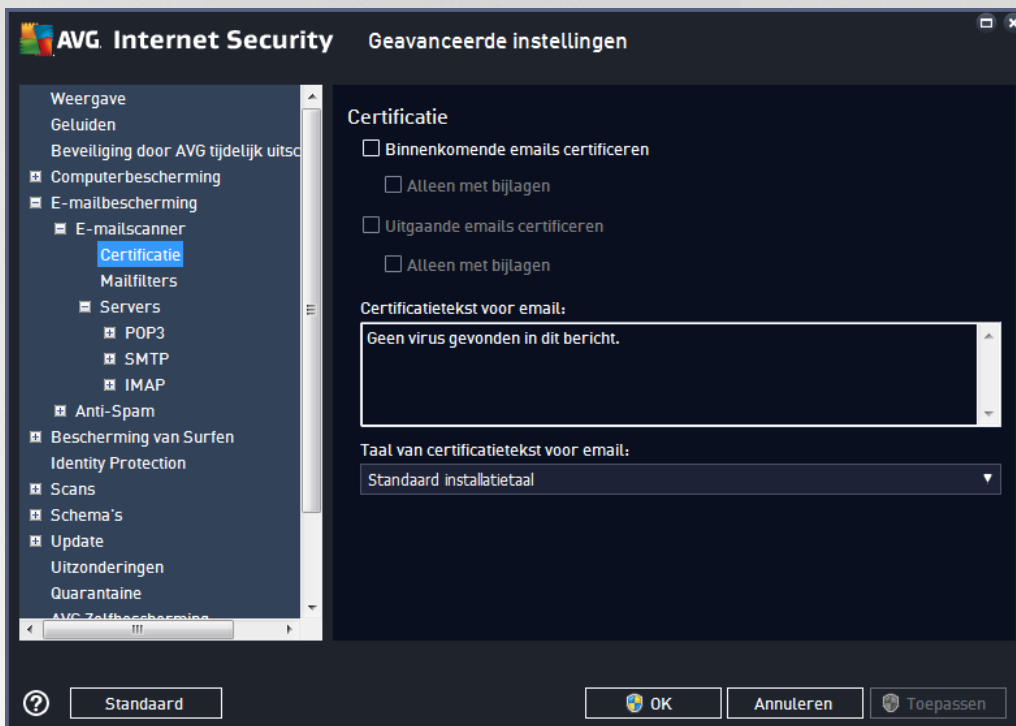 AVG Internet Security
Geavanceerde instellingen
Weergave
Geluiden
Beveiliging door AVG tijdelijk uitsc
Computerbescherming
E-mailbescherming
E-mailscanner
Certificatie
Mailfilters
Servers
POP3
SMTP
IMAP
Anti-Spam
Bescherming van Surfen
Identity Protection
Scans
Schema's
Update
Uitzonderingen
Quarantaine
AVG Zelfbescherming
Certificatie
Binnenkomende emails certificeren
Alleen met bijlagen
Uitgaande emails certificeren
Alleen met bijlagen
Certificatietekst voor email:
Geen virus gevonden in dit bericht.
Taal van certificatietekst voor email:
Standaard installatietaal
Standaard
OK
Annuleren
Toepassen